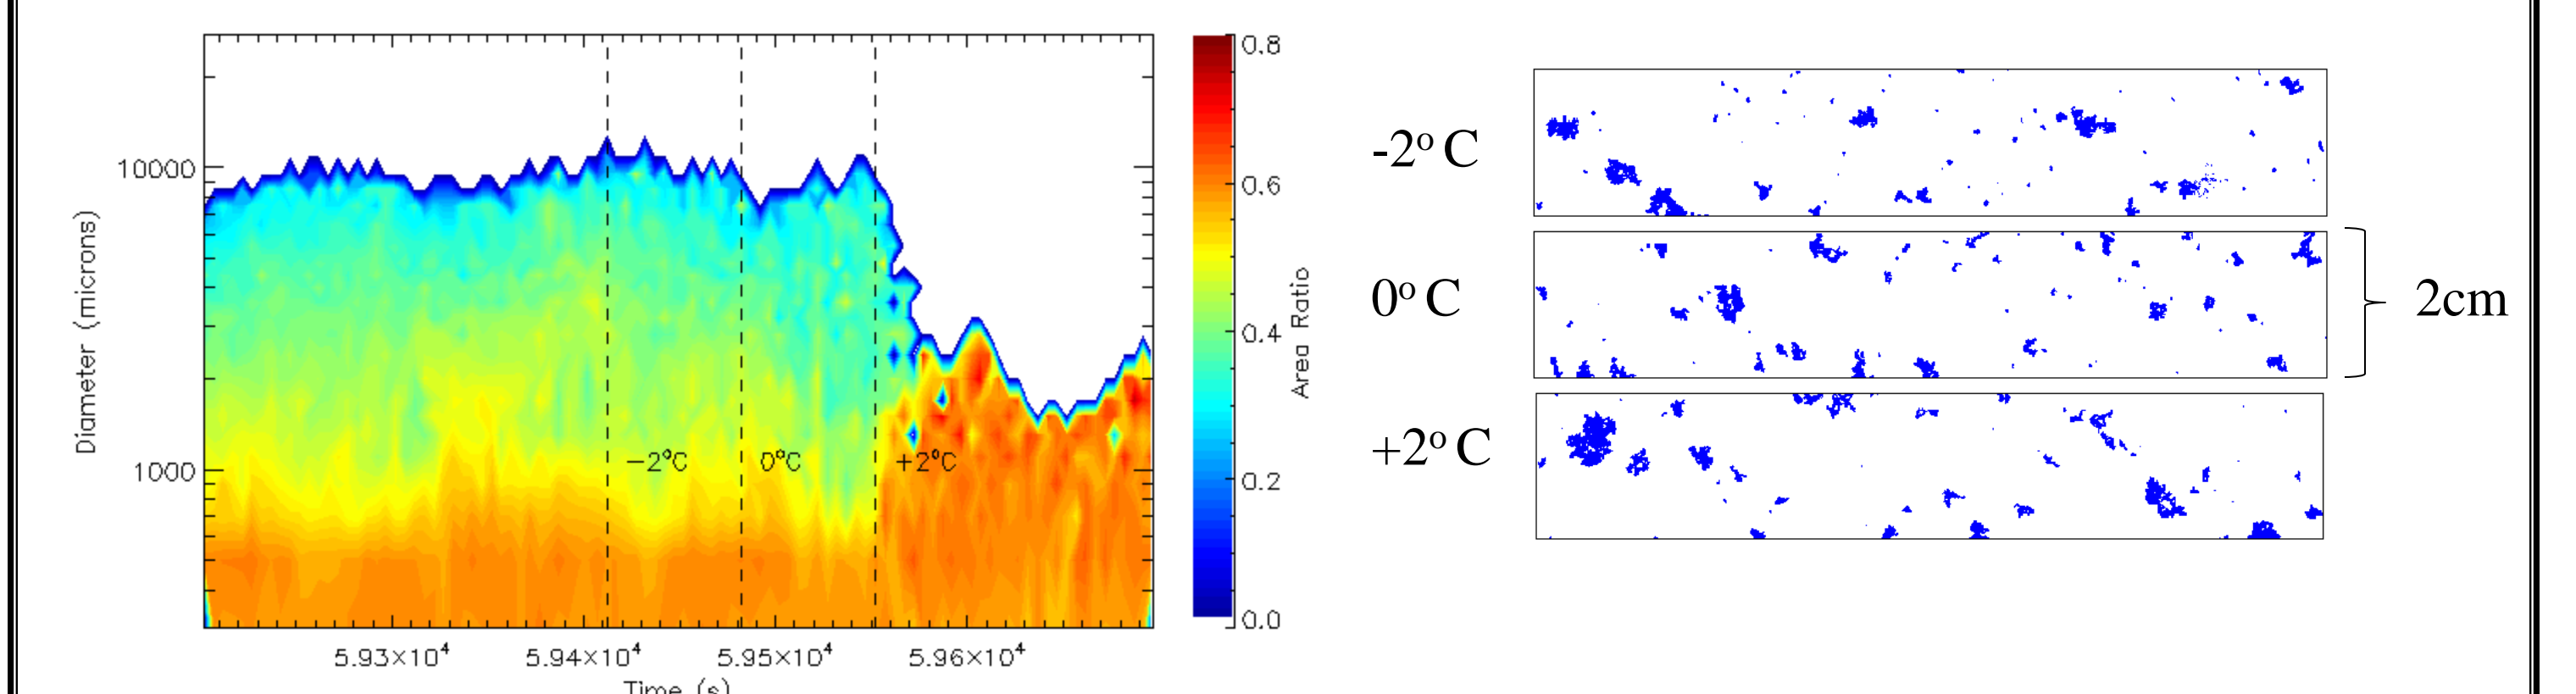 10000
1000
Diameter (microns)
−2°C
0°C
+2°C
5.93×10⁴
5.94×10⁴
5.95×10⁴
5.96×10⁴
Time (s)
0.8
0.6
0.4
0.2
0.0
Area Ratio
-2° C
0° C
+2° C
2cm